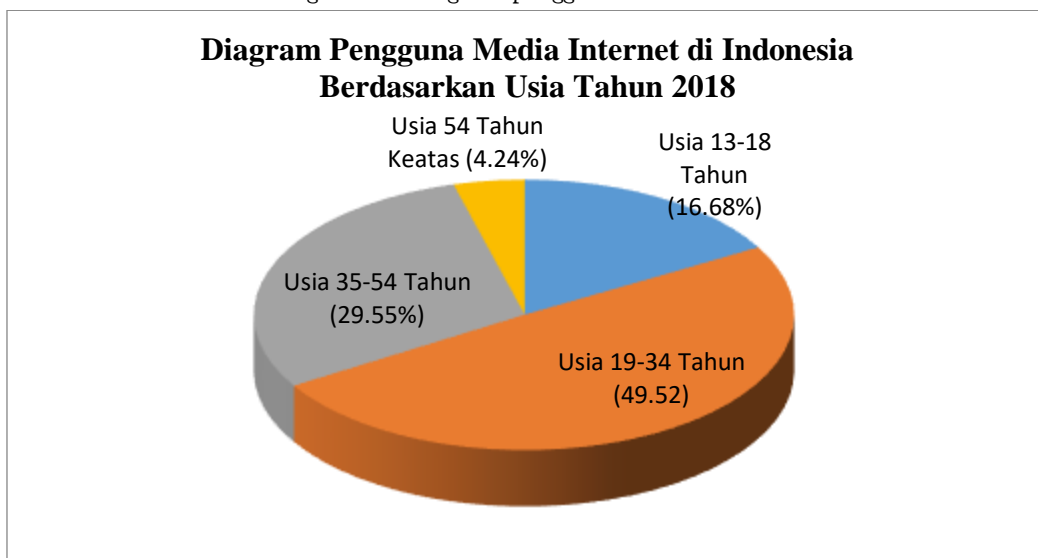 Diagram Pengguna Media Internet di Indonesia
Berdasarkan Usia Tahun 2018
Usia 54 Tahun
Keatas (4.24%)
Usia 13-18
Tahun
(16.68%)
Usia 35-54 Tahun
(29.55%)
Usia 19-34 Tahun
(49.52)